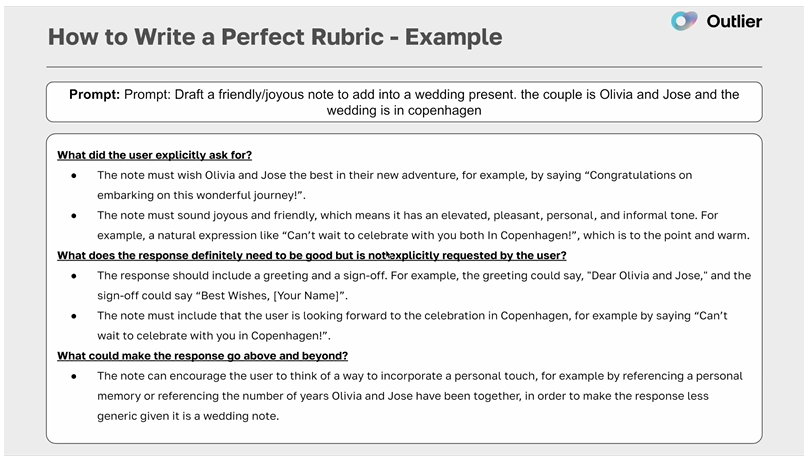 How to Write a Perfect Rubric - Example
Outlier
Prompt: Prompt: Draft a friendly/joyous note to add into a wedding present. the couple is Olivia and Jose and the
wedding is in copenhagen
What did the user explicitly ask for?
● The note must wish Olivia and Jose the best in their new adventure, for example, by saying “Congratulations on
embarking on this wonderful journey!”.
● The note must sound joyous and friendly, which means it has an elevated, pleasant, personal, and informal tone. For
example, a natural expression like “Can’t wait to celebrate with you both In Copenhagen!”, which is to the point and warm.
What does the response definitely need to be good but is not explicitly requested by the user?
● The response should include a greeting and a sign-off. For example, the greeting could say, "Dear Olivia and Jose," and the
sign-off could say “Best Wishes, [Your Name]”.
● The note must include that the user is looking forward to the celebration in Copenhagen, for example by saying “Can’t
wait to celebrate with you in Copenhagen!”.
What could make the response go above and beyond?
● The note can encourage the user to think of a way to incorporate a personal touch, for example by referencing a personal
memory or referencing the number of years Olivia and Jose have been together, in order to make the response less
generic given it is a wedding note.